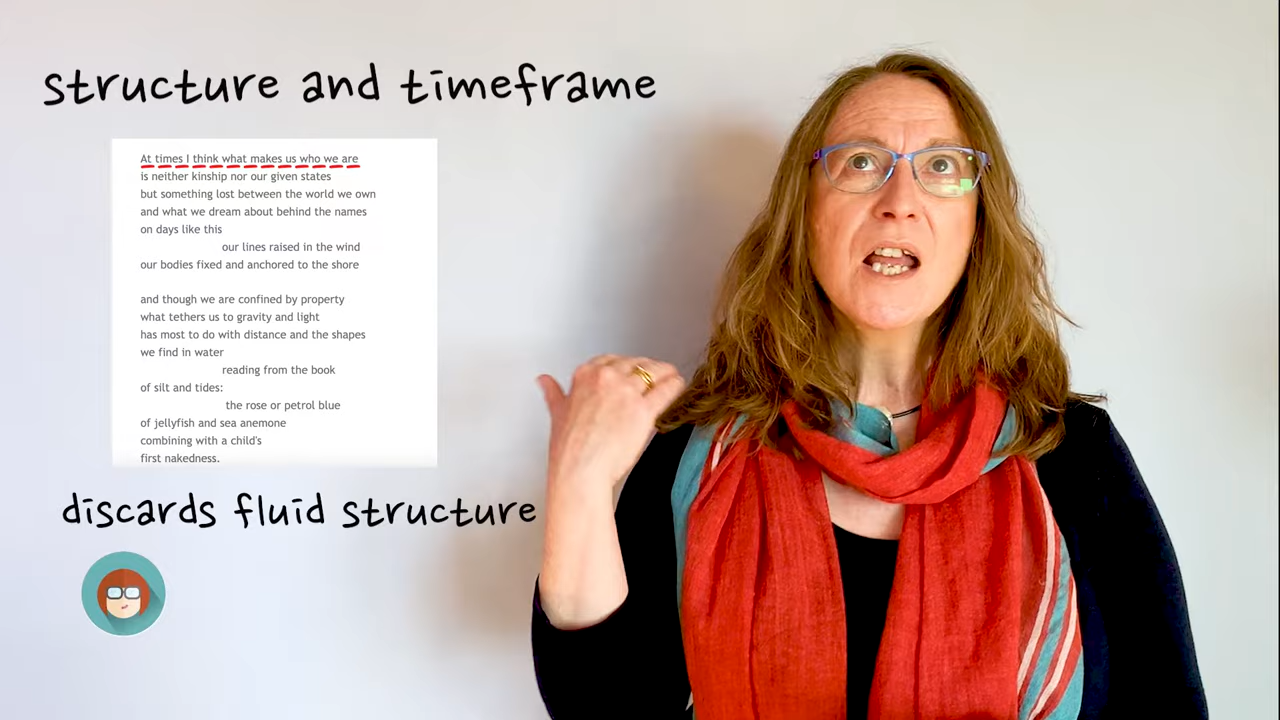 structure and timeframe
At times I think what makes us who we are
is neither kinship nor our given states
but something lost between the world we own
and what we dream about behind the names
on days like this
our lines raised in the wind
our bodies fixed and anchored to the shore
and though we are confined by property
what tethers us to gravity and light
has most to do with distance and the shapes
we find in water
reading from the book
of silt and tides:
the rose or petrol blue
of jellyfish and sea anemone
combining with a child's
first nakedness.
discards fluid structure